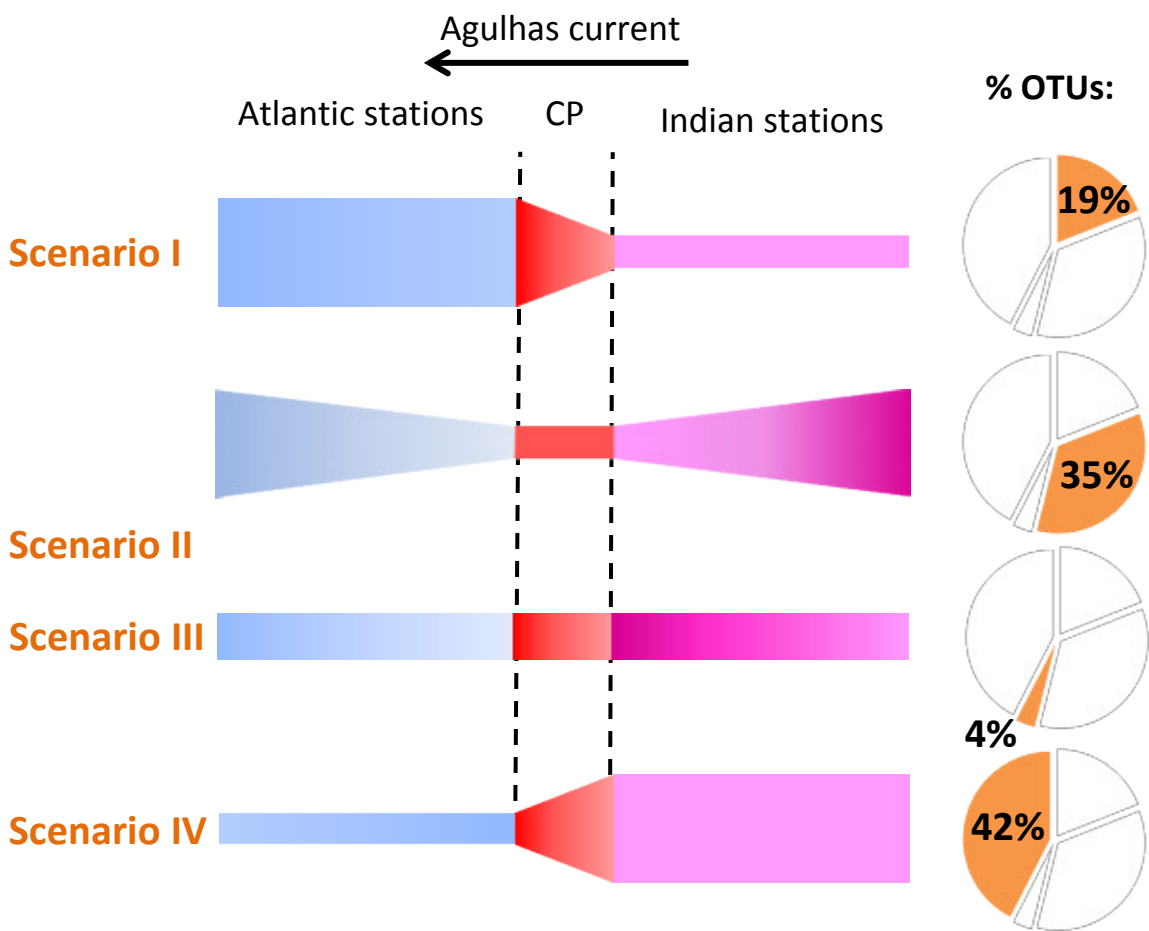 Agulhas current
% OTUs:
Atlantic stations
CP
Indian stations
Scenario I
19%
35%
Scenario II
Scenario III
4%
Scenario IV
42%